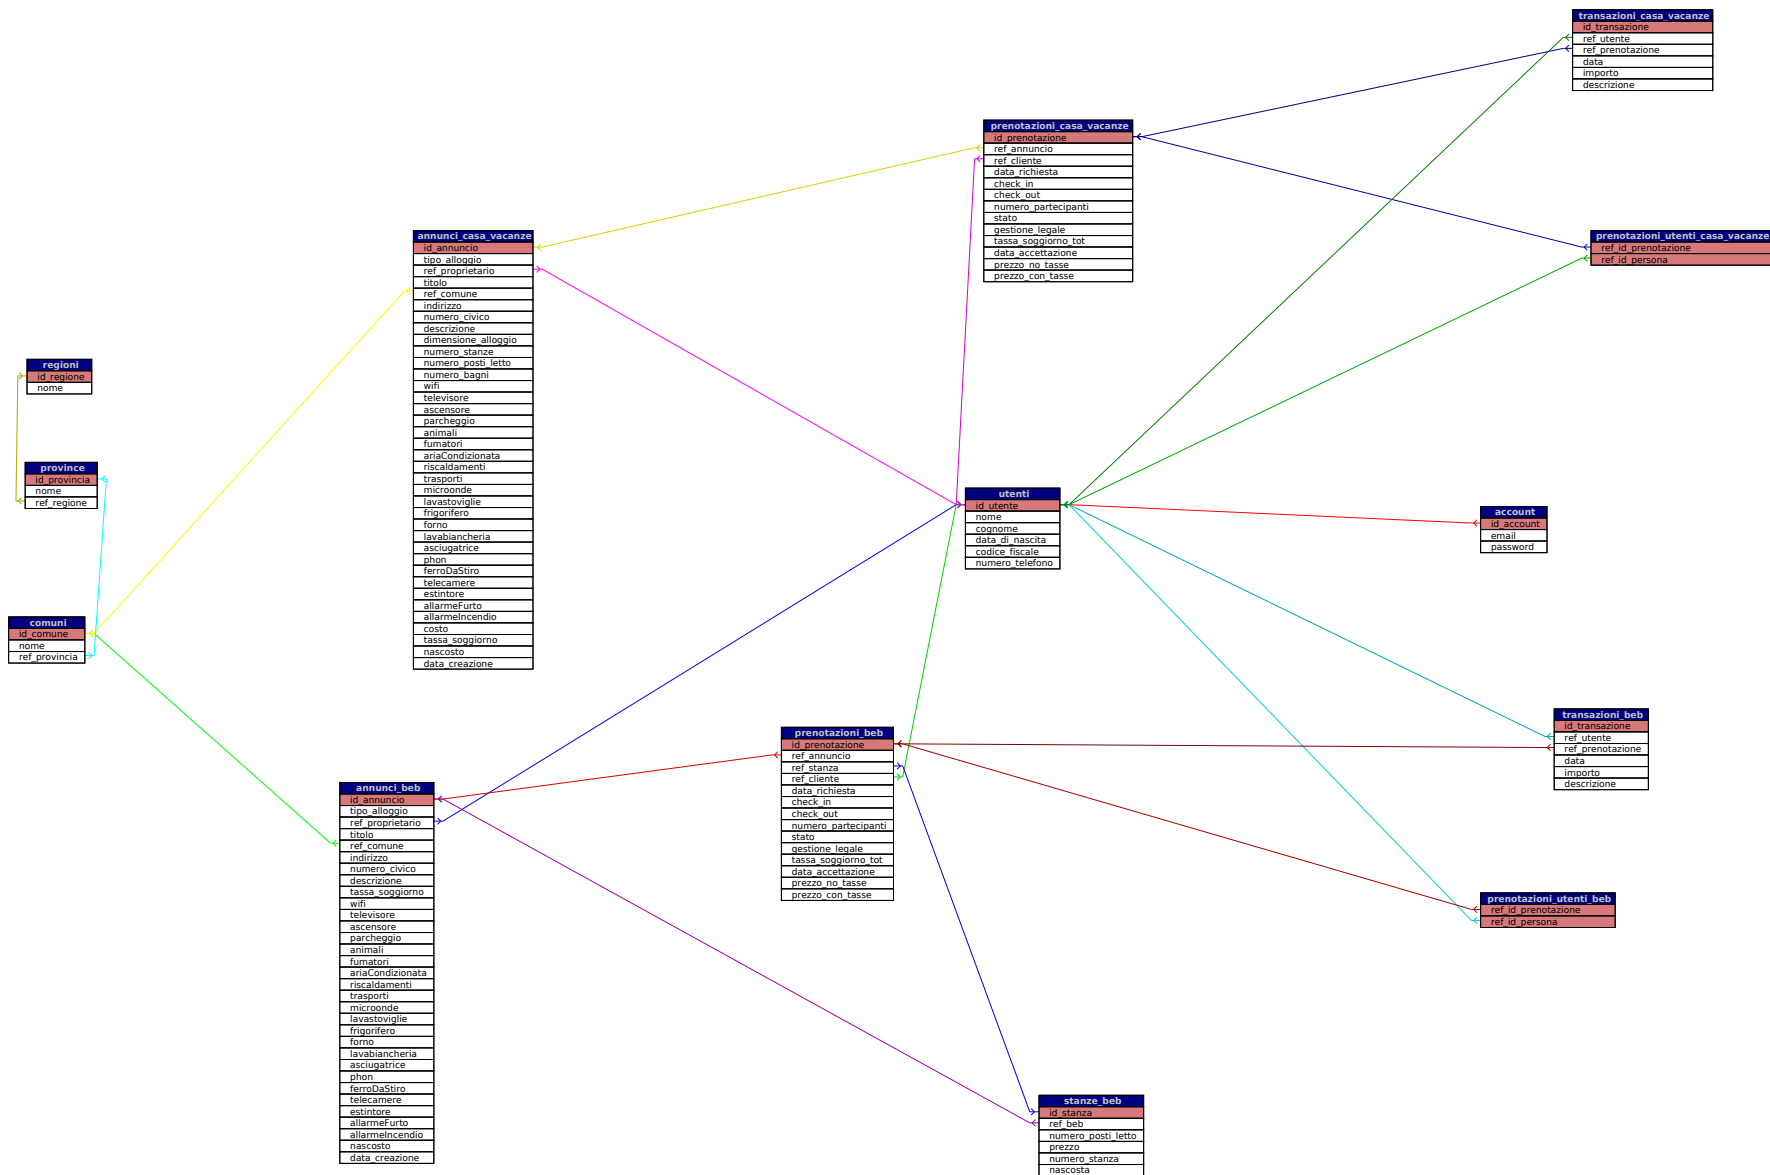 transazioni_casa_vacanze
id_transazione
ref_utente
ref_prenotazione
data
importo
descrizione
prenotazioni_casa_vacanze
id_prenotazione
ref_annuncio
ref_cliente
data_richiesta
check_in
check_out
numero_partecipanti
stato
gestione_legale
tassa_soggiorno_tot
data_accettazione
prezzo_no_tasse
prezzo_con_tasse
annunci_casa_vacanze
id_annuncio
tipo_alloggio
ref_proprietario
titolo
ref_comune
indirizzo
numero_civico
descrizione
dimensione_alloggio
numero_stanze
numero_posti_letto
numero_bagni
wifi
televisore
ascensore
parcheggio
animali
fumatori
ariaCondizionata
riscaldamenti
trasporti
microonde
lavastoviglie
frigorifero
forno
lavabiancheria
asciugatrice
phon
ferroDaStiro
telecamere
estintore
allarmeFurto
allarmeIncendio
costo
tassa_soggiorno
nascosto
data_creazione
prenotazioni_utenti_casa_vacanze
ref_id_prenotazione
ref_id_persona
regioni
id_regione
nome
province
id_provincia
nome
ref_regione
comuni
id_comune
nome
ref_provincia
utenti
id_utente
nome
cognome
data_di_nascita
codice_fiscale
numero_telefono
account
id_account
email
password
transazioni_beb
id_transazione
ref_utente
ref_prenotazione
data
importo
descrizione
prenotazioni_beb
id_prenotazione
ref_annuncio
ref_stanza
ref_cliente
data_richiesta
check_in
check_out
numero_partecipanti
stato
gestione_legale
tassa_soggiorno_tot
data_accettazione
prezzo_no_tasse
prezzo_con_tasse
annunci_beb
id_annuncio
tipo_alloggio
ref_proprietario
titolo
ref_comune
indirizzo
numero_civico
descrizione
tassa_soggiorno
wifi
televisore
ascensore
parcheggio
animali
fumatori
ariaCondizionata
riscaldamenti
trasporti
microonde
lavastoviglie
frigorifero
forno
lavabiancheria
asciugatrice
phon
ferroDaStiro
telecamere
estintore
allarmeFurto
allarmeIncendio
nascosto
data_creazione
prenotazioni_utenti_beb
ref_id_prenotazione
ref_id_persona
stanze_beb
id_stanza
ref_beb
numero_posti_letto
prezzo
numero_stanza
nascosta